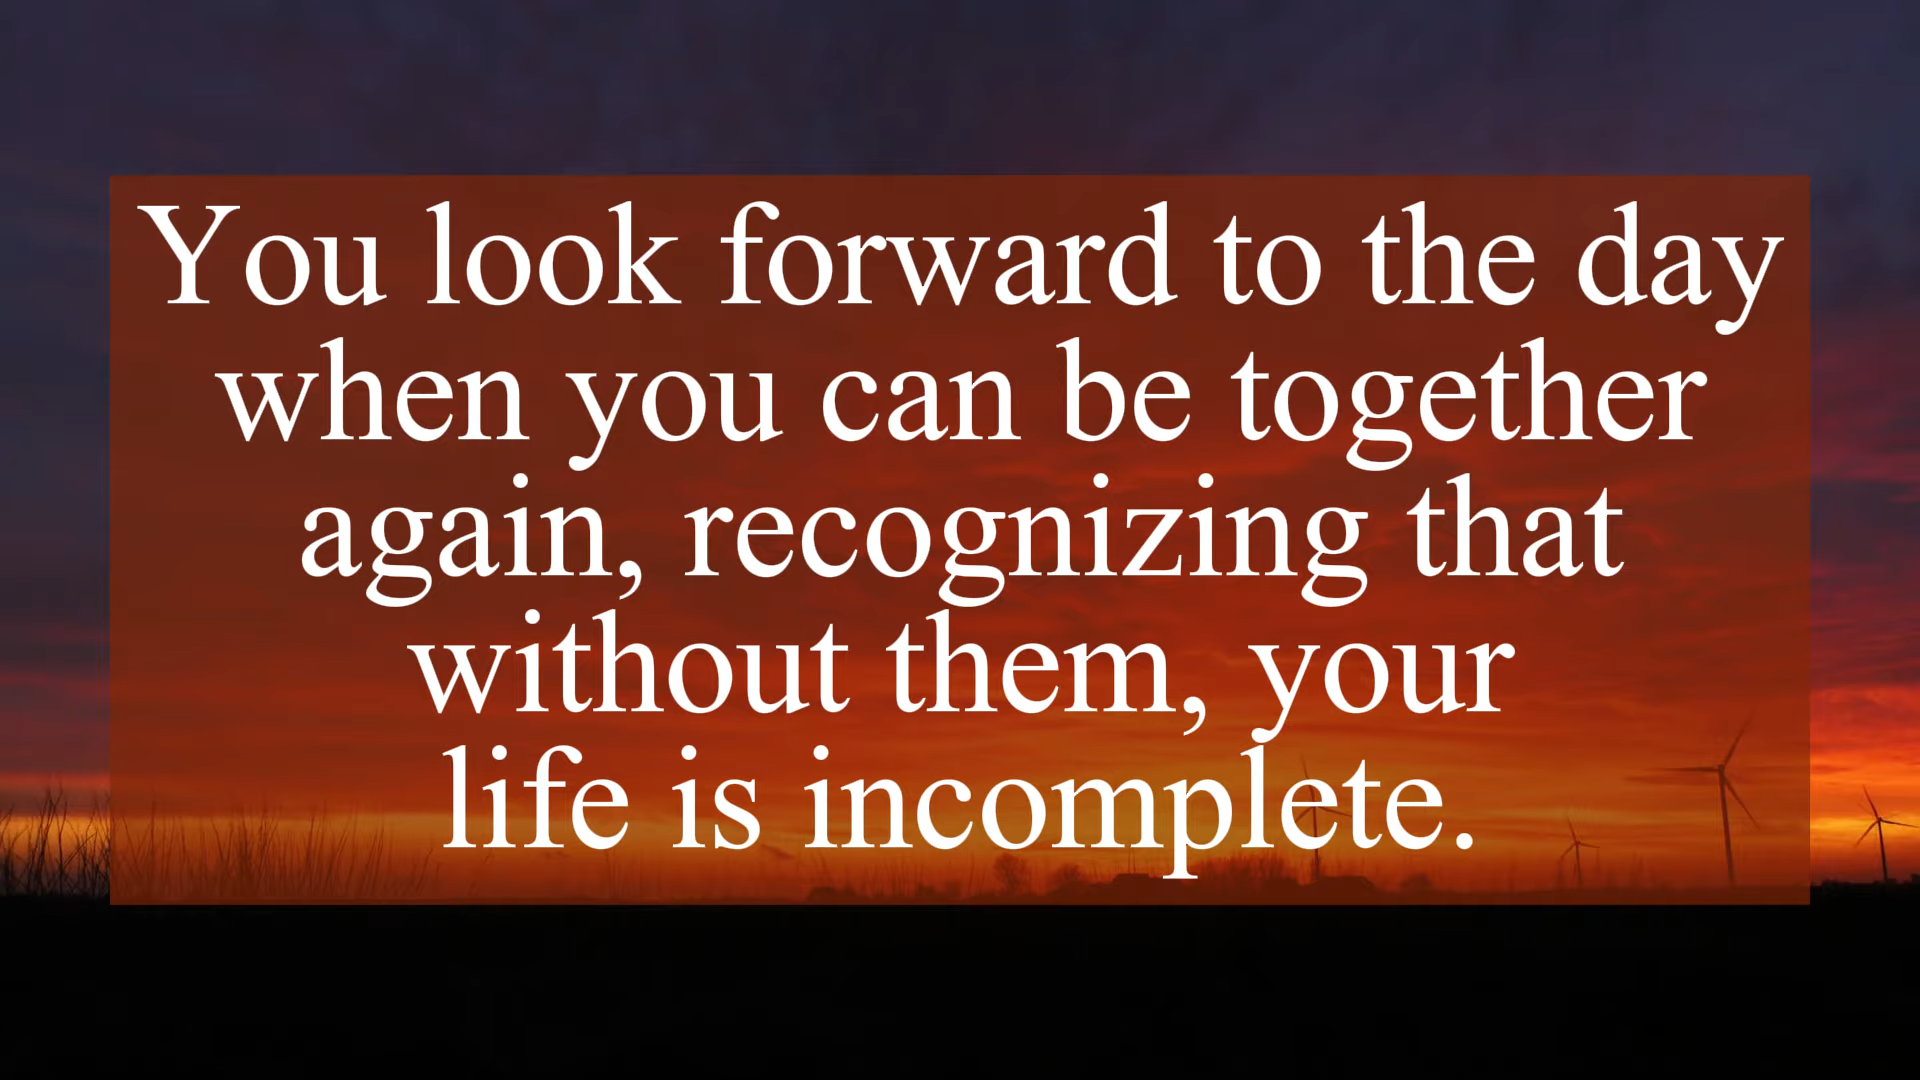 You look forward to the day
when you can be together
again, recognizing that
without them, your
life is incomplete.